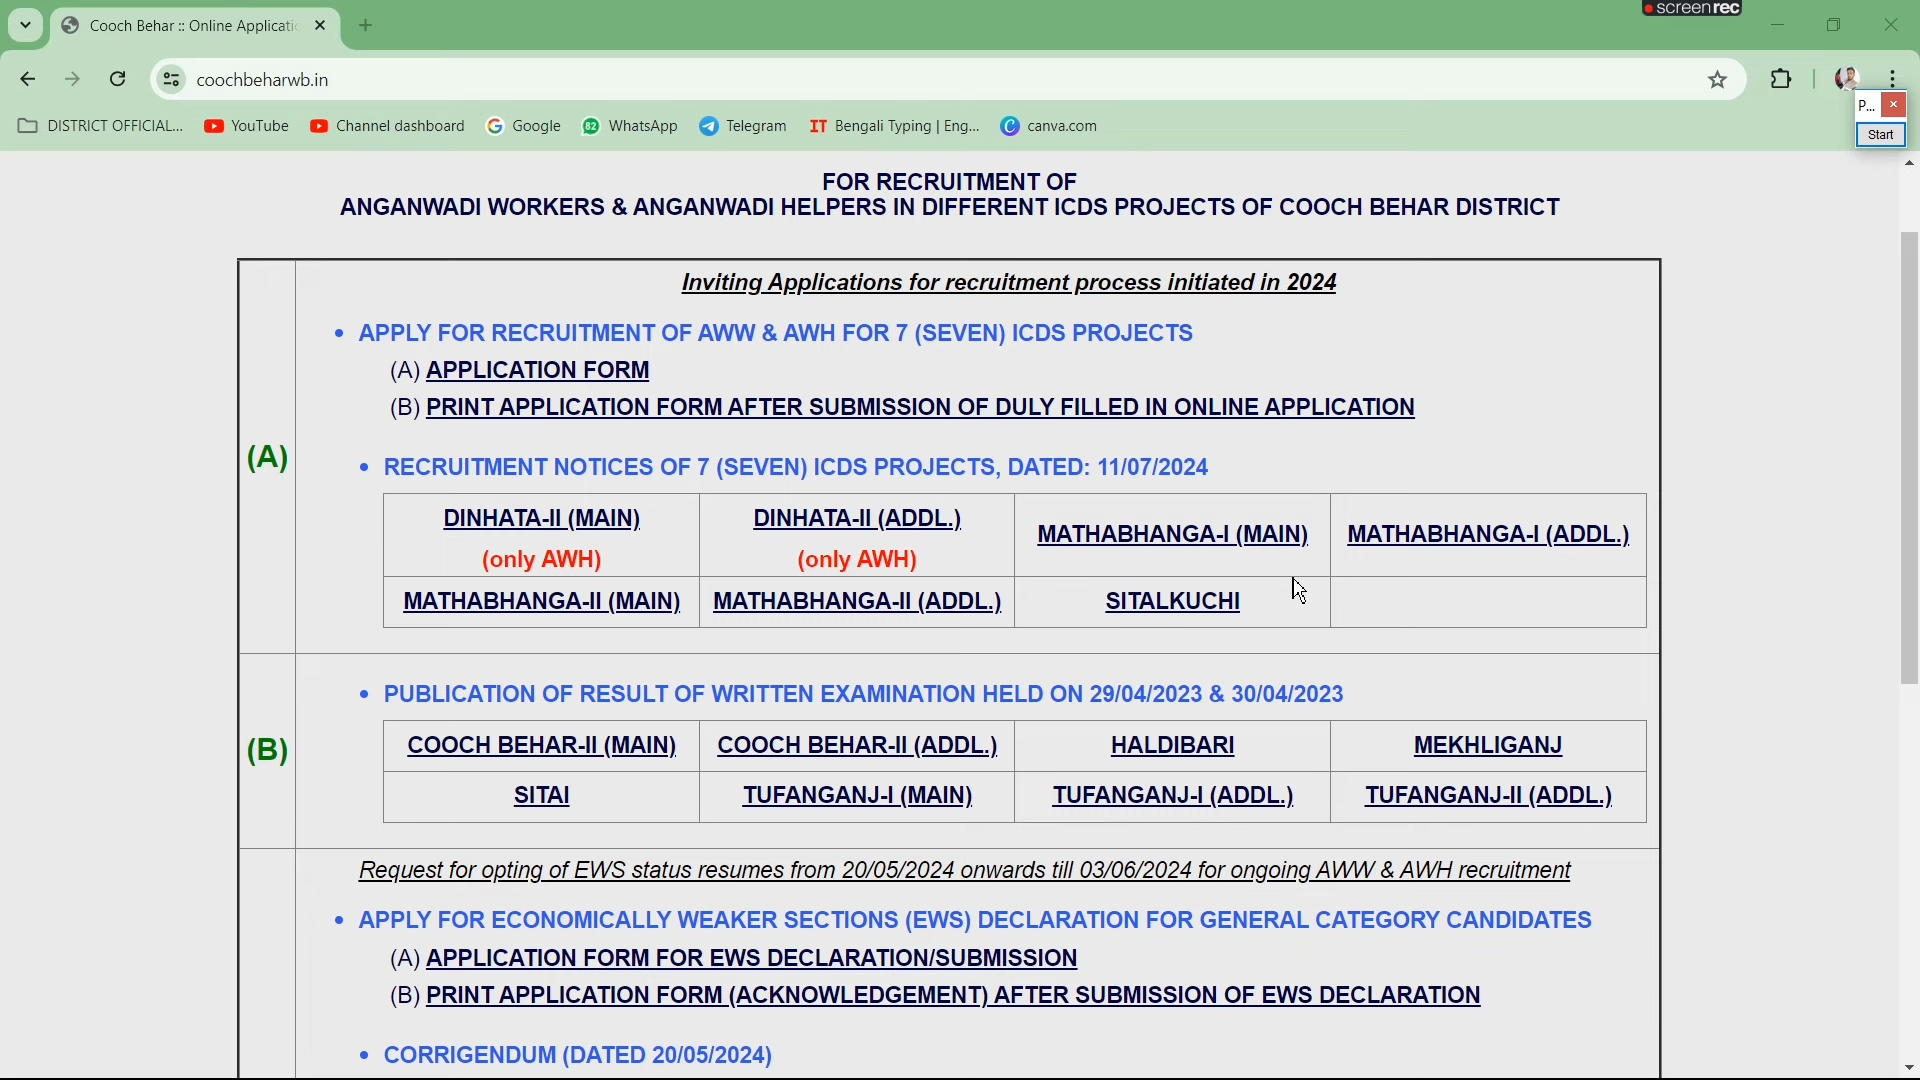 screenrec
Cooch Behar :: Online Applicati
coochbeharwb.in
P...
Start
DISTRICT OFFICIAL... YouTube Channel dashboard Google 82 WhatsApp Telegram IT Bengali Typing | Eng... canva.com
FOR RECRUITMENT OF
ANGANWADI WORKERS & ANGANWADI HELPERS IN DIFFERENT ICDS PROJECTS OF COOCH BEHAR DISTRICT
(A)
Inviting Applications for recruitment process initiated in 2024
• APPLY FOR RECRUITMENT OF AWW & AWH FOR 7 (SEVEN) ICDS PROJECTS
(A) APPLICATION FORM
(B) PRINT APPLICATION FORM AFTER SUBMISSION OF DULY FILLED IN ONLINE APPLICATION
• RECRUITMENT NOTICES OF 7 (SEVEN) ICDS PROJECTS, DATED: 11/07/2024
DINHATA-II (MAIN) DINHATA-II (ADDL.) MATHABHANGA-I (MAIN) MATHABHANGA-I (ADDL.)
(only AWH) (only AWH)
MATHABHANGA-II (MAIN) MATHABHANGA-II (ADDL.) SITALKUCHI
(B)
• PUBLICATION OF RESULT OF WRITTEN EXAMINATION HELD ON 29/04/2023 & 30/04/2023
COOCH BEHAR-II (MAIN) COOCH BEHAR-II (ADDL.) HALDIBARI MEKHLIGANJ
SITAI TUFANGANJ-I (MAIN) TUFANGANJ-I (ADDL.) TUFANGANJ-II (ADDL.)
Request for opting of EWS status resumes from 20/05/2024 onwards till 03/06/2024 for ongoing AWW & AWH recruitment
• APPLY FOR ECONOMICALLY WEAKER SECTIONS (EWS) DECLARATION FOR GENERAL CATEGORY CANDIDATES
(A) APPLICATION FORM FOR EWS DECLARATION/SUBMISSION
(B) PRINT APPLICATION FORM (ACKNOWLEDGEMENT) AFTER SUBMISSION OF EWS DECLARATION
• CORRIGENDUM (DATED 20/05/2024)